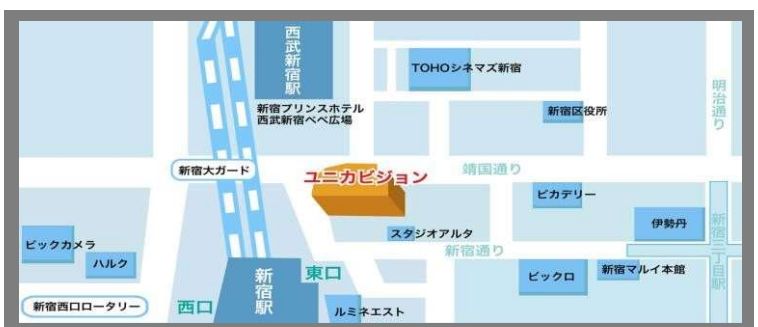 西武新宿駅
TOHOシネマズ新宿
明治通り
新宿プリンスホテル
西武新宿ペペ広場
新宿区役所
新宿大ガード
ユニカビジョン
靖国通り
ピカデリー
伊勢丹
新宿三丁目駅
スタジオアルタ
新宿通り
ビックカメラ
ハルク
新宿駅
東口
ビックロ
新宿マルイ本館
新宿西口ロータリー
西口
ルミネエスト